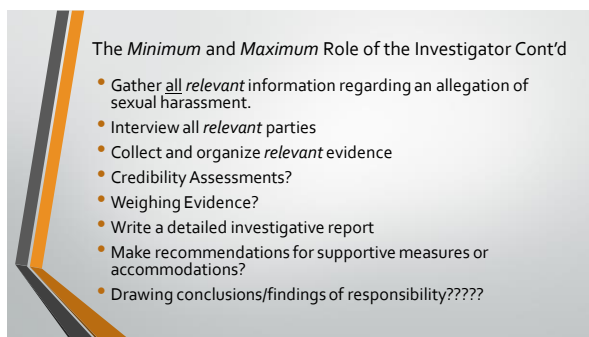 The Minimum and Maximum Role of the Investigator Cont'd
• Gather all relevant information regarding an allegation of
sexual harassment.
• Interview all relevant parties
• Collect and organize relevant evidence
• Credibility Assessments?
• Weighing Evidence?
• Write a detailed investigative report
• Make recommendations for supportive measures or
accommodations?
• Drawing conclusions/findings of responsibility?????